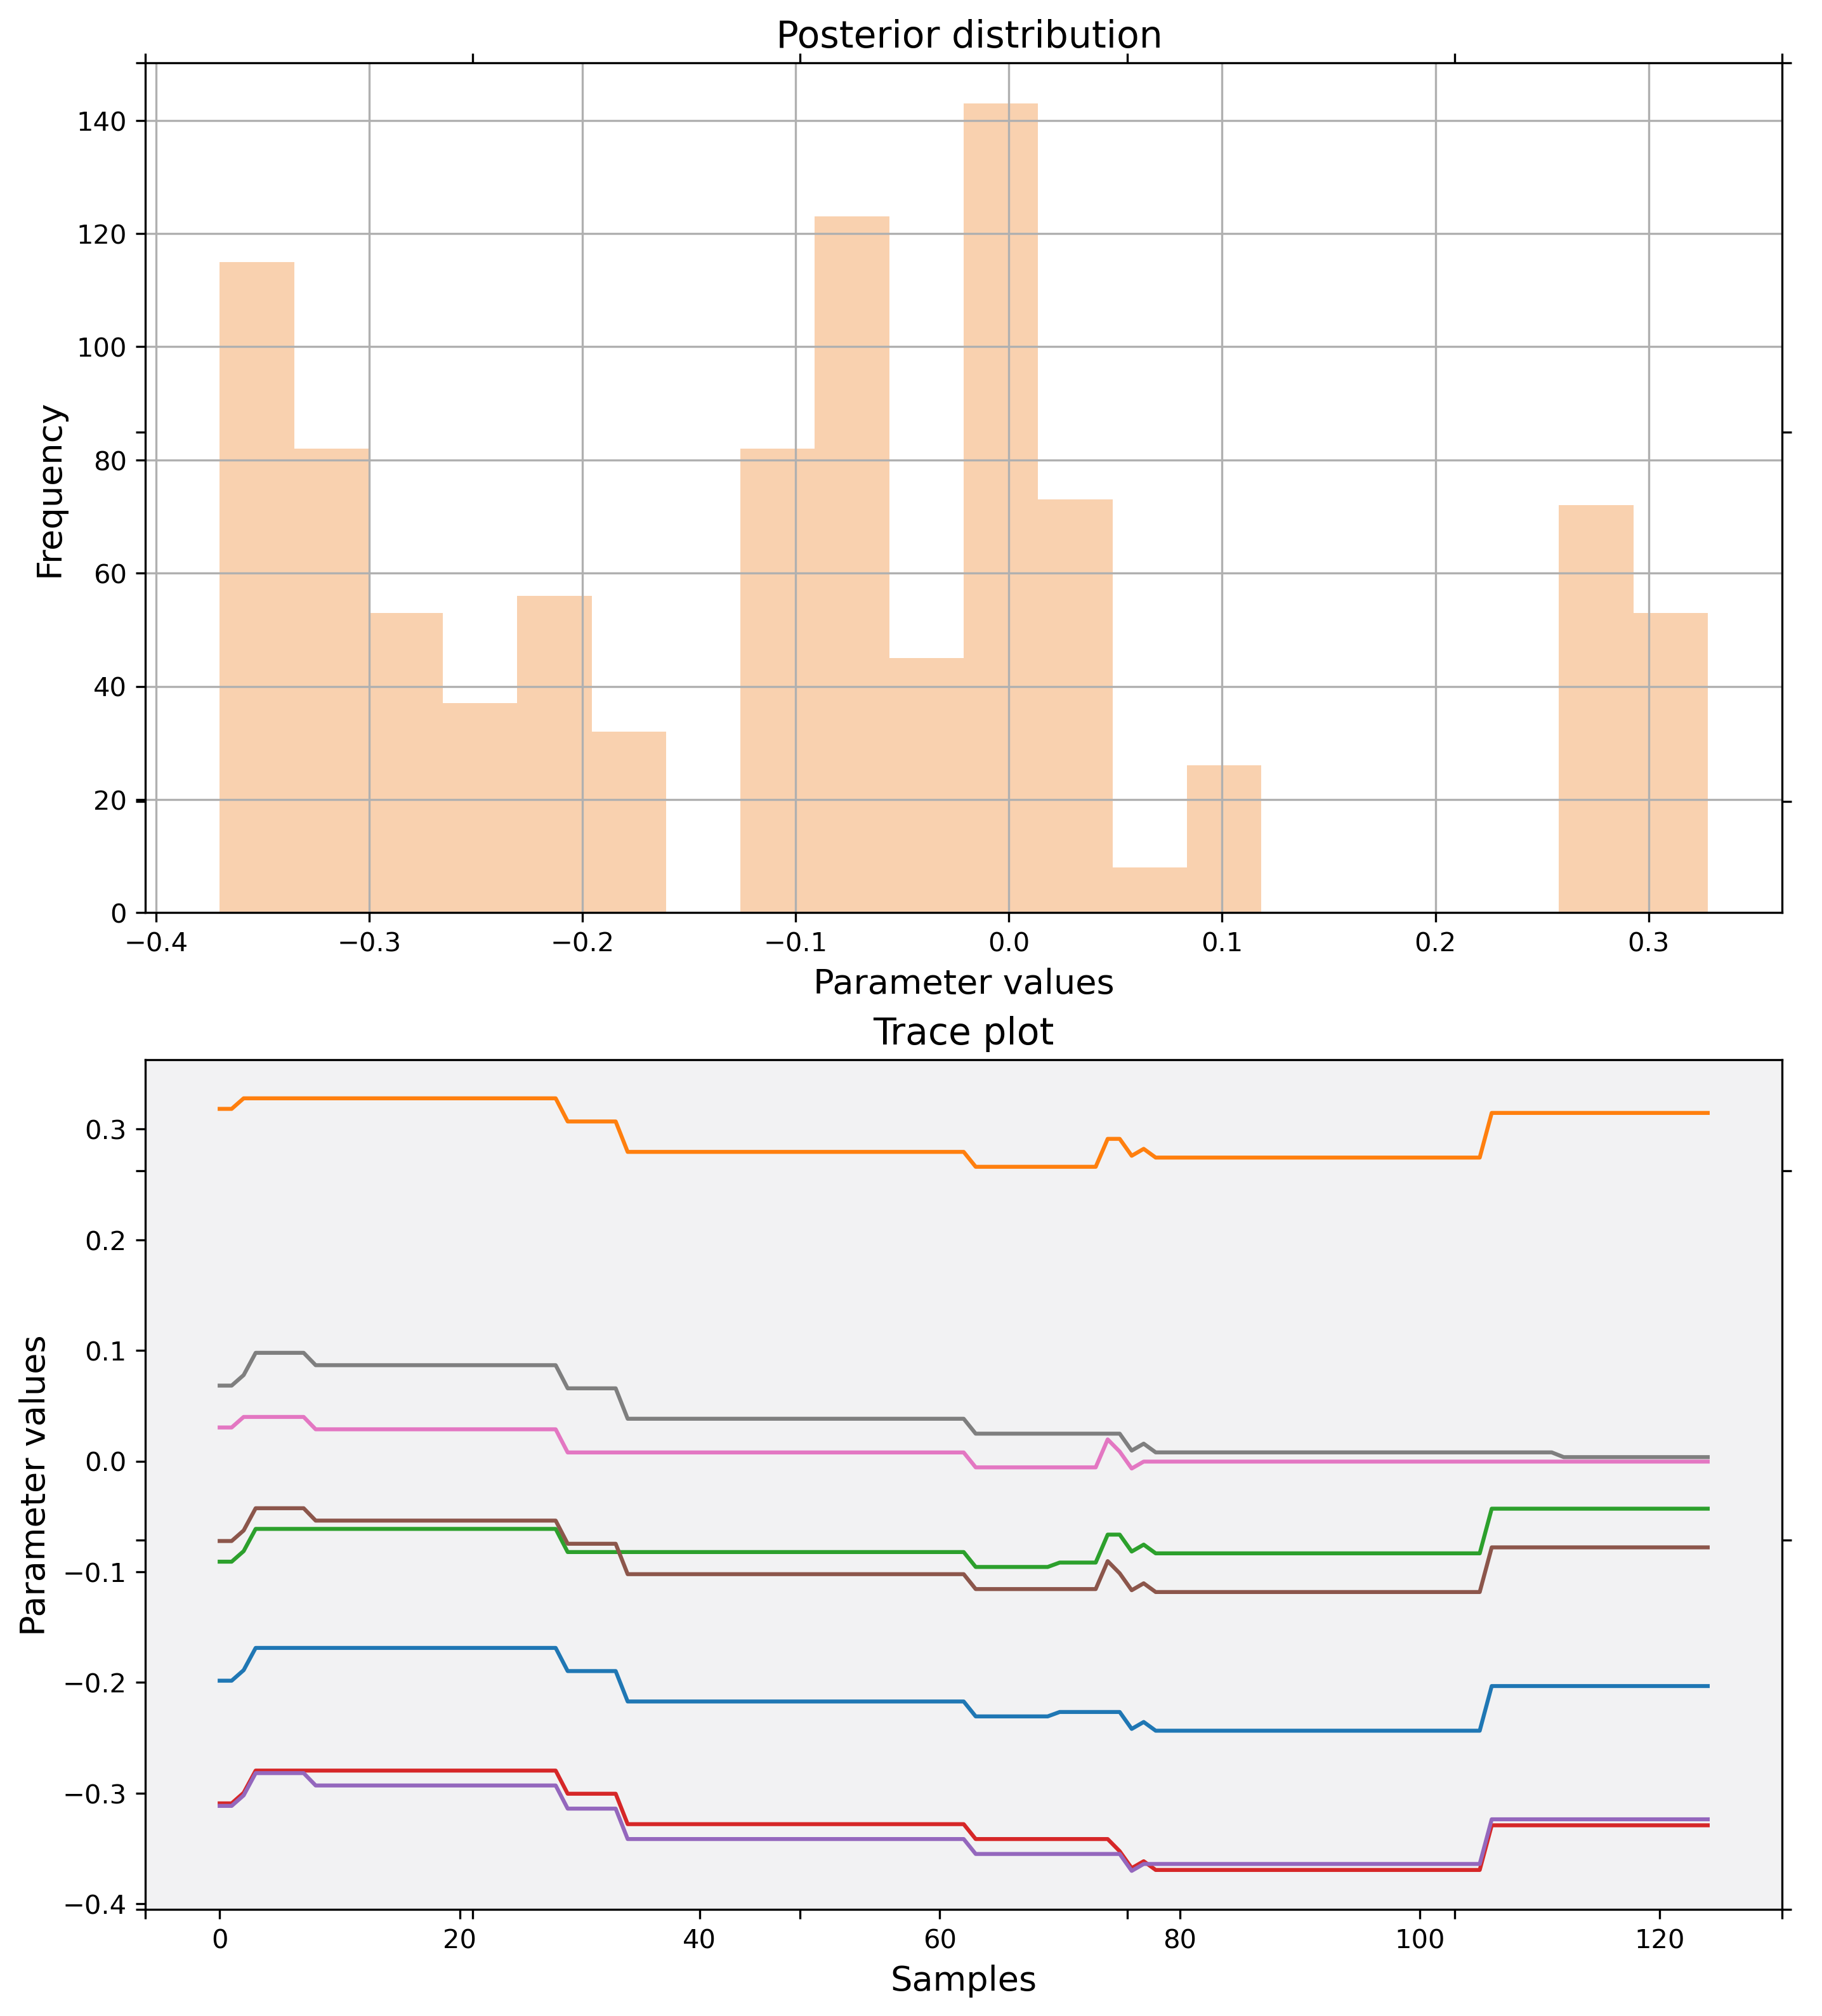 Posterior distribution
Frequency
140
120
100
80
60
40
20
0
−0.4 −0.3 −0.2 −0.1 0.0 0.1 0.2 0.3
Parameter values
Trace plot
Parameter values
0.3
0.2
0.1
0.0
−0.1
−0.2
−0.3
−0.4
0 20 40 60 80 100 120
Samples